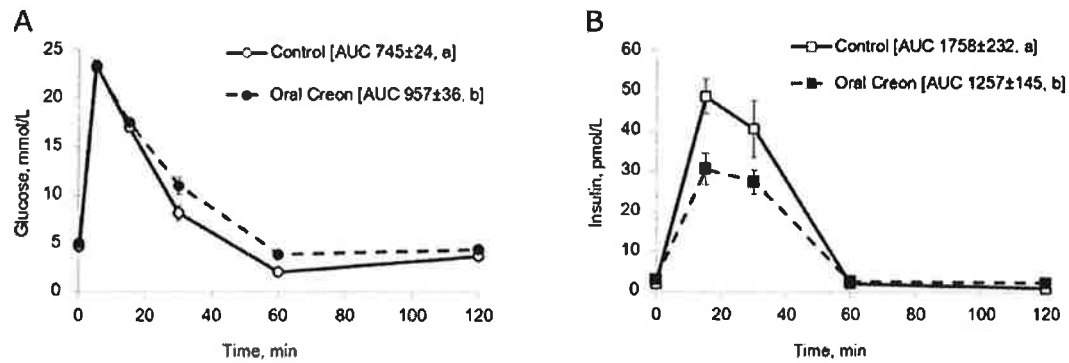 A
Control [AUC 745±24, a]
Oral Creon [AUC 957±36, b]
Glucose, mmol/L
25
20
15
10
5
0
0 20 40 60 80 100 120
Time, min
B
Control [AUC 1758±232, a]
Oral Creon [AUC 1257±145, b]
Insulin, pmol/L
60
50
40
30
20
10
0
0 20 40 60 80 100 120
Time, min